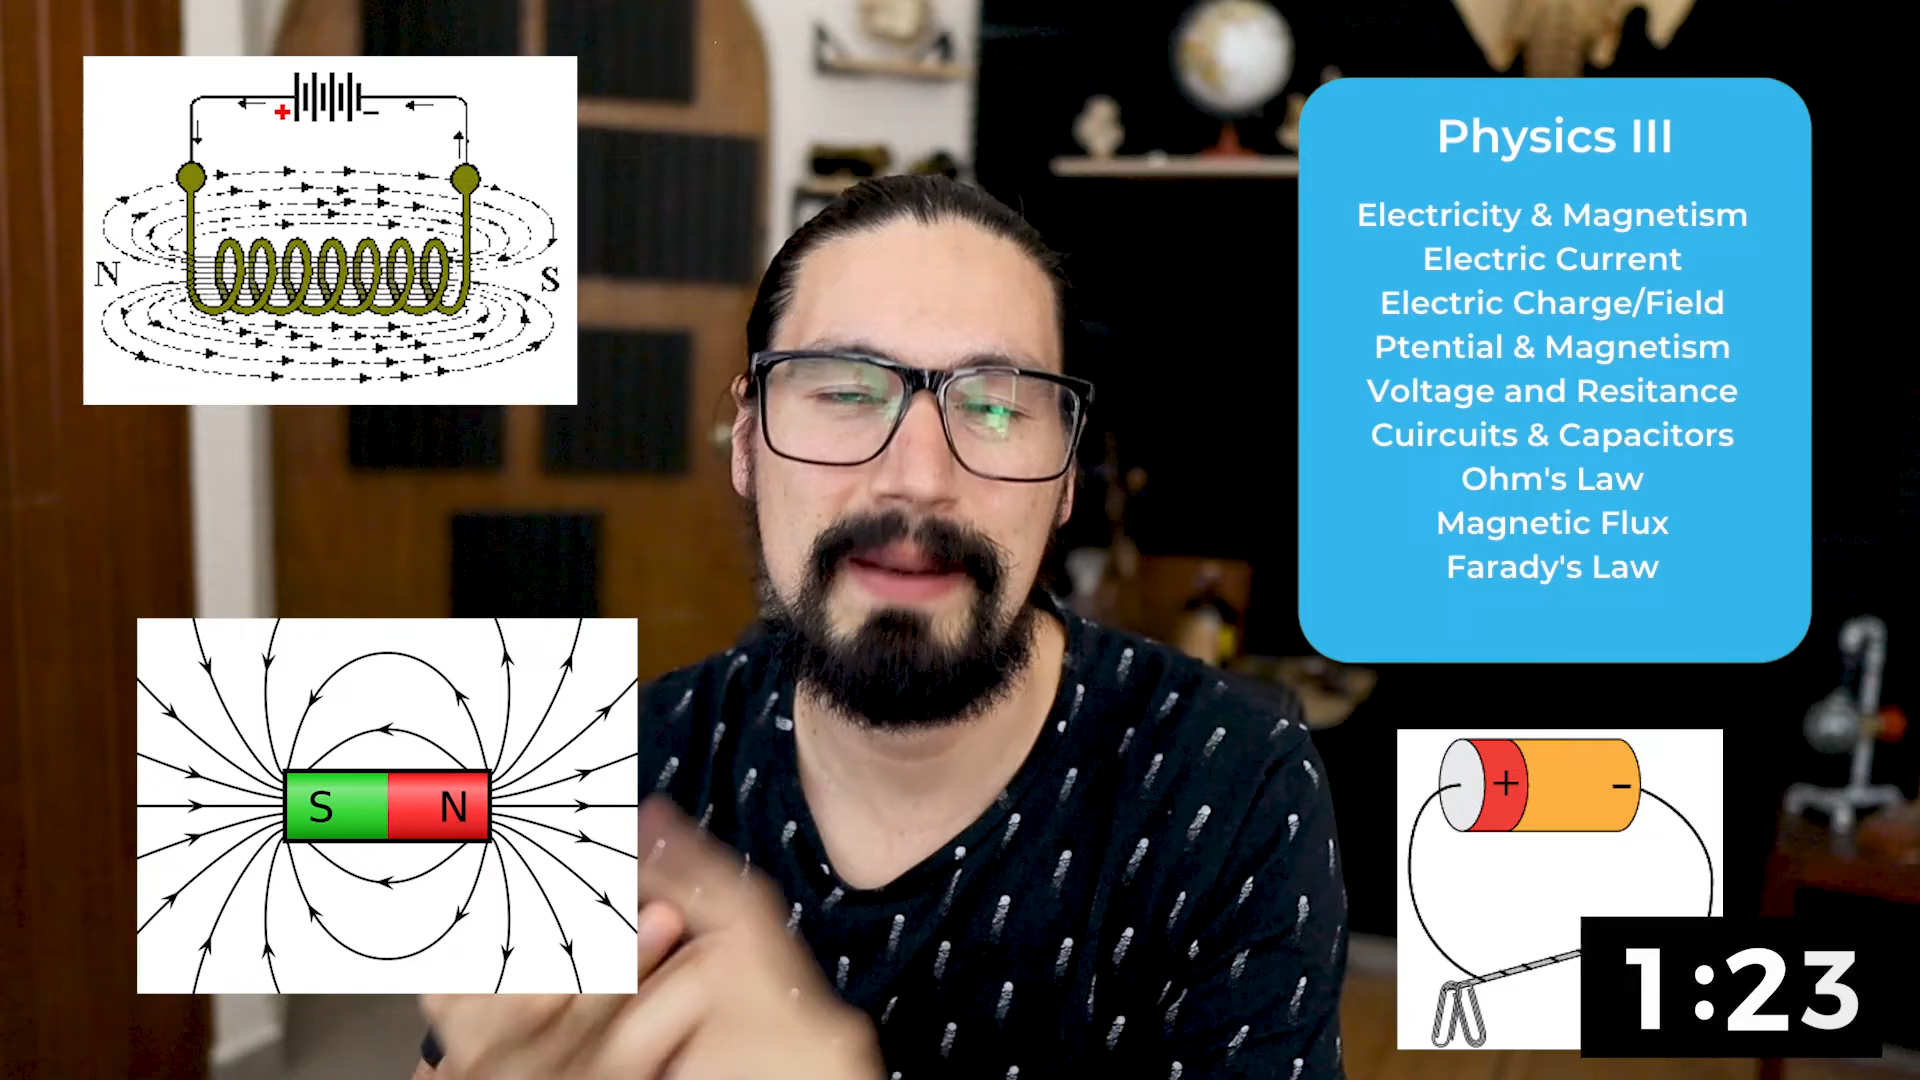 + −
N S
Physics III
Electricity & Magnetism
Electric Current
Electric Charge/Field
Ptential & Magnetism
Voltage and Resitance
Cuircuits & Capacitors
Ohm's Law
Magnetic Flux
Farady's Law
S N
+ −
1:23